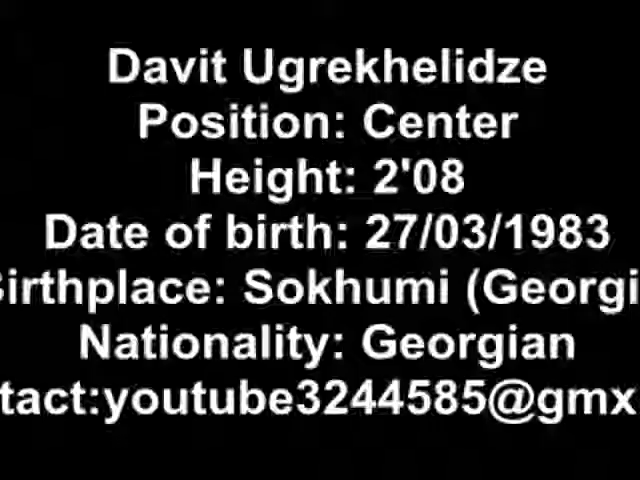 Davit Ugrekhelidze
Position: Center
Height: 2'08
Date of birth: 27/03/1983
irthplace: Sokhumi (Georgi
Nationality: Georgian
tact:youtube3244585@gmx